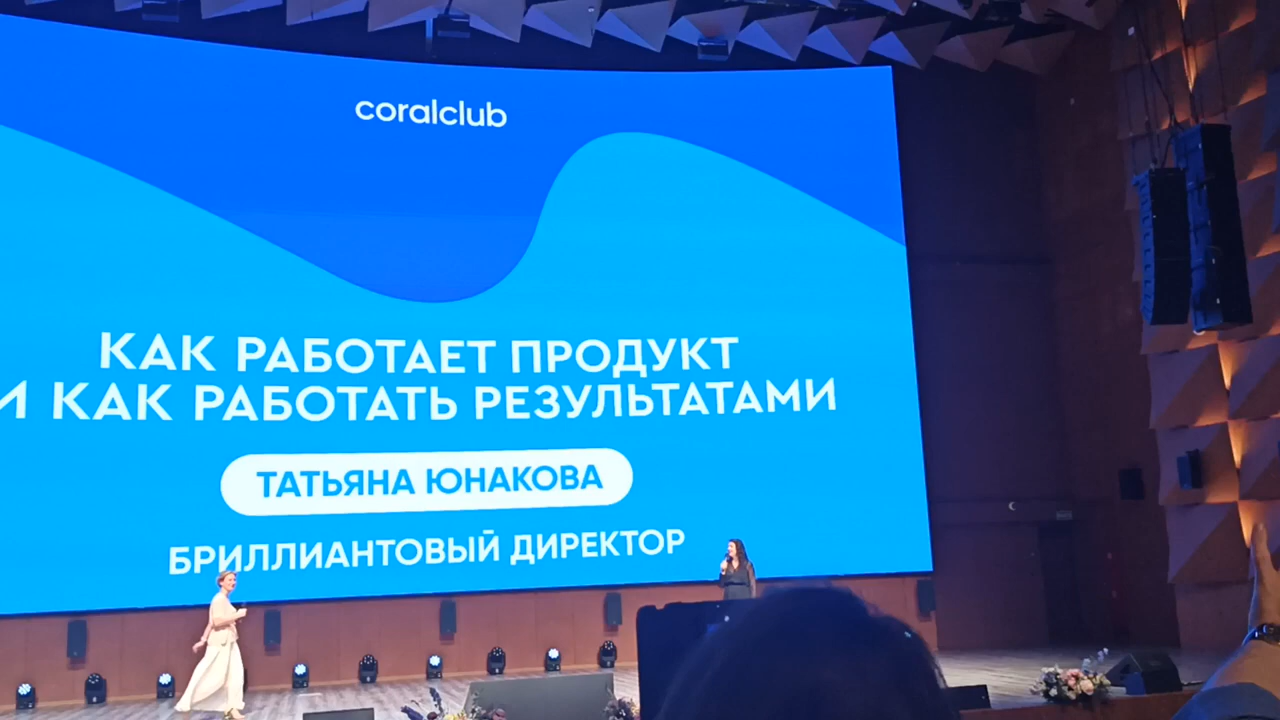 coralclub
КАК РАБОТАЕТ ПРОДУКТ
И КАК РАБОТАТЬ РЕЗУЛЬТАТАМИ
ТАТЬЯНА ЮНАКОВА
БРИЛЛИАНТОВЫЙ ДИРЕКТОР